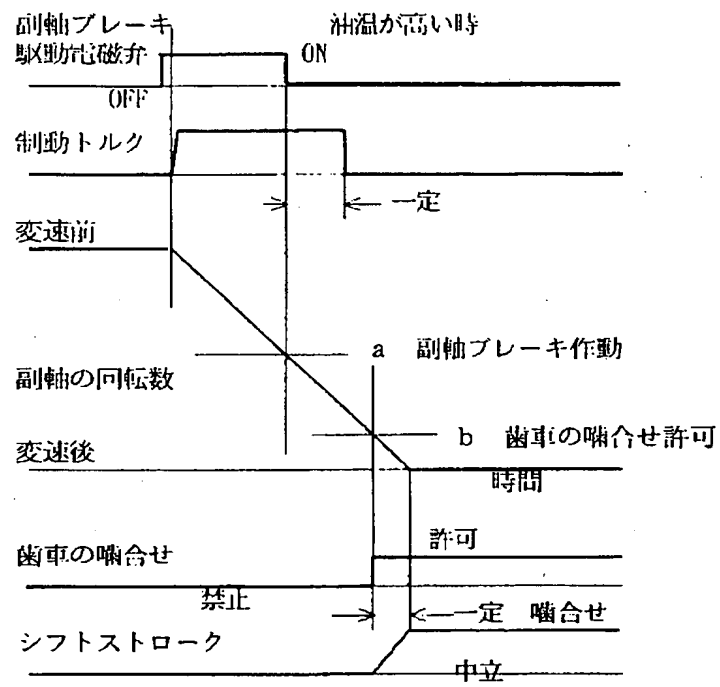 副軸ブレーキ 油温が高い時
駆動電磁弁 ON
OFF
制動トルク
一定
変速前
a 副軸ブレーキ作動
副軸の回転数
b 歯車の噛合せ許可
変速後
時間
許可
歯車の噛合せ
禁止
一定 噛合せ
シフトストローク
中立